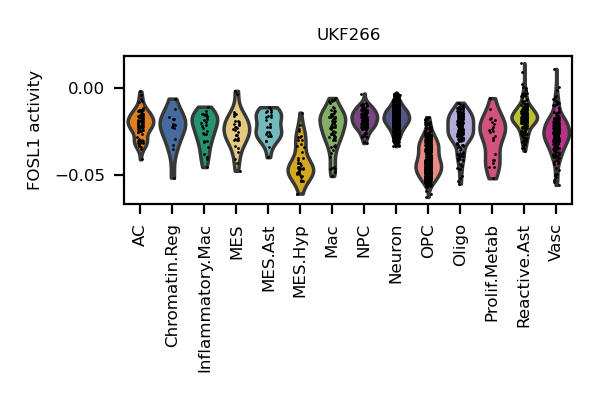 UKF266
FOSL1 activity
0.00
−0.05
AC
Chromatin.Reg
Inflammatory.Mac
MES
MES.Ast
MES.Hyp
Mac
NPC
Neuron
OPC
Oligo
Prolif.Metab
Reactive.Ast
Vasc